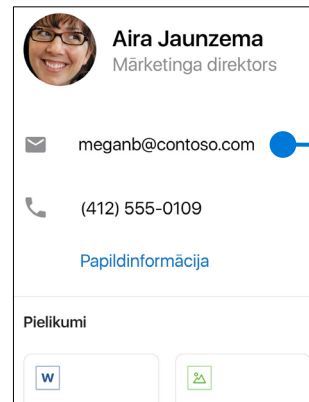 Aira Jaunzema
Mārketinga direktors
meganb@contoso.com
(412) 555-0109
Papildinformācija
Pielikumi
W